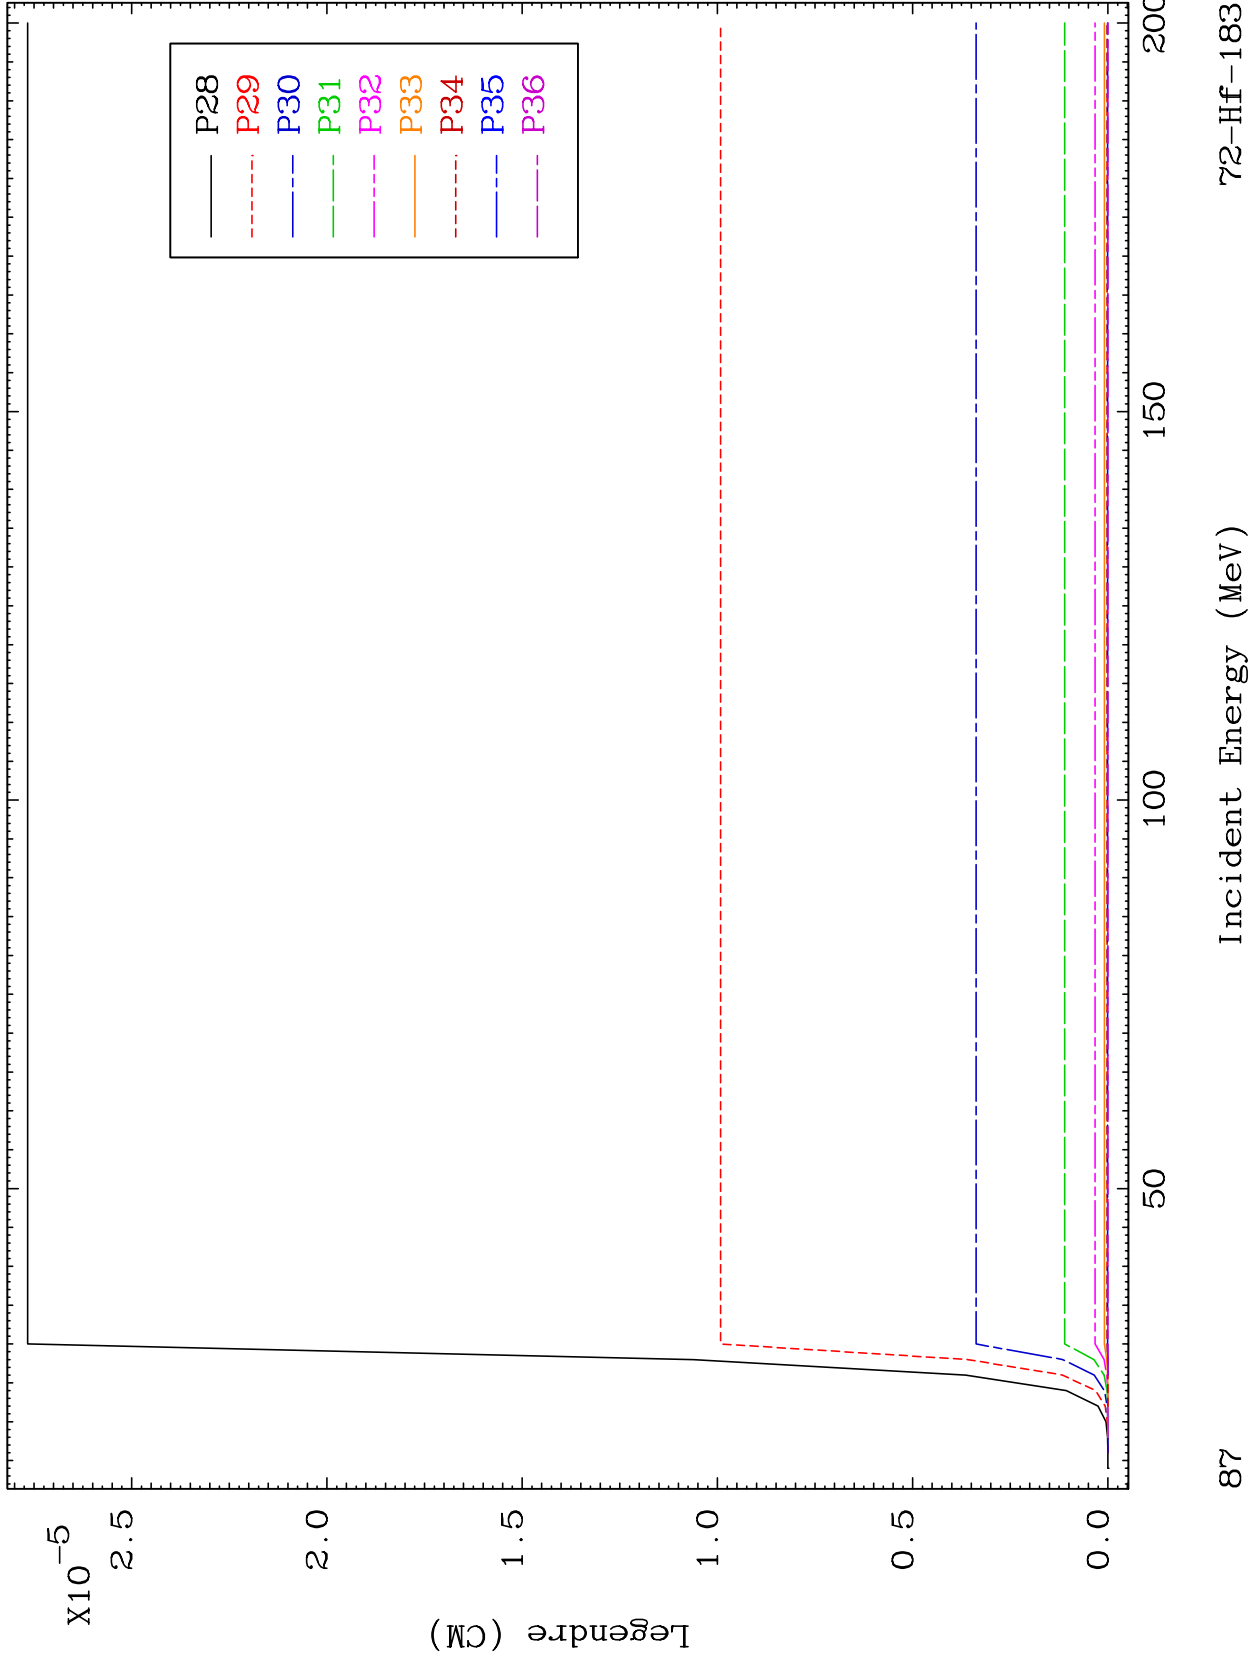 X10-5
2.5
2.0
1.5
1.0
0.5
0.0
Legendre (CM)
P28
P29
P30
P31
P32
P33
P34
P35
P36
50
100
150
200
87
Incident Energy (MeV)
72-Hf-183